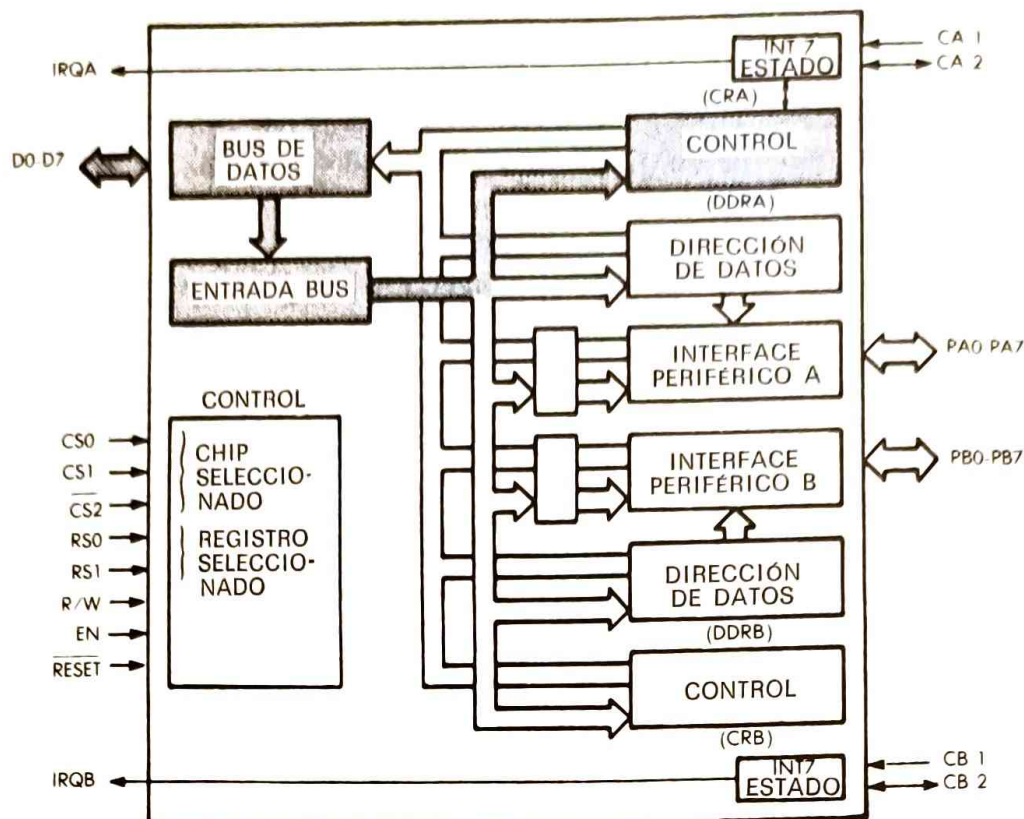 INT 7
ESTADO
CA 1
CA 2
IRQA
(CRA)
CONTROL
BUS DE
DATOS
D0-D7
(DDRA)
DIRECCIÓN
DE DATOS
ENTRADA BUS
INTERFACE
PERIFÉRICO A
PA0-PA7
CONTROL
CS0
CS1
CS2
RS0
RS1
R/W
EN
RESET
CHIP
SELECCIO-
NADO
REGISTRO
SELECCIO-
NADO
INTERFACE
PERIFÉRICO B
PB0-PB7
DIRECCIÓN
DE DATOS
(DDRB)
CONTROL
(CRB)
IRQB
INT7
ESTADO
CB 1
CB 2